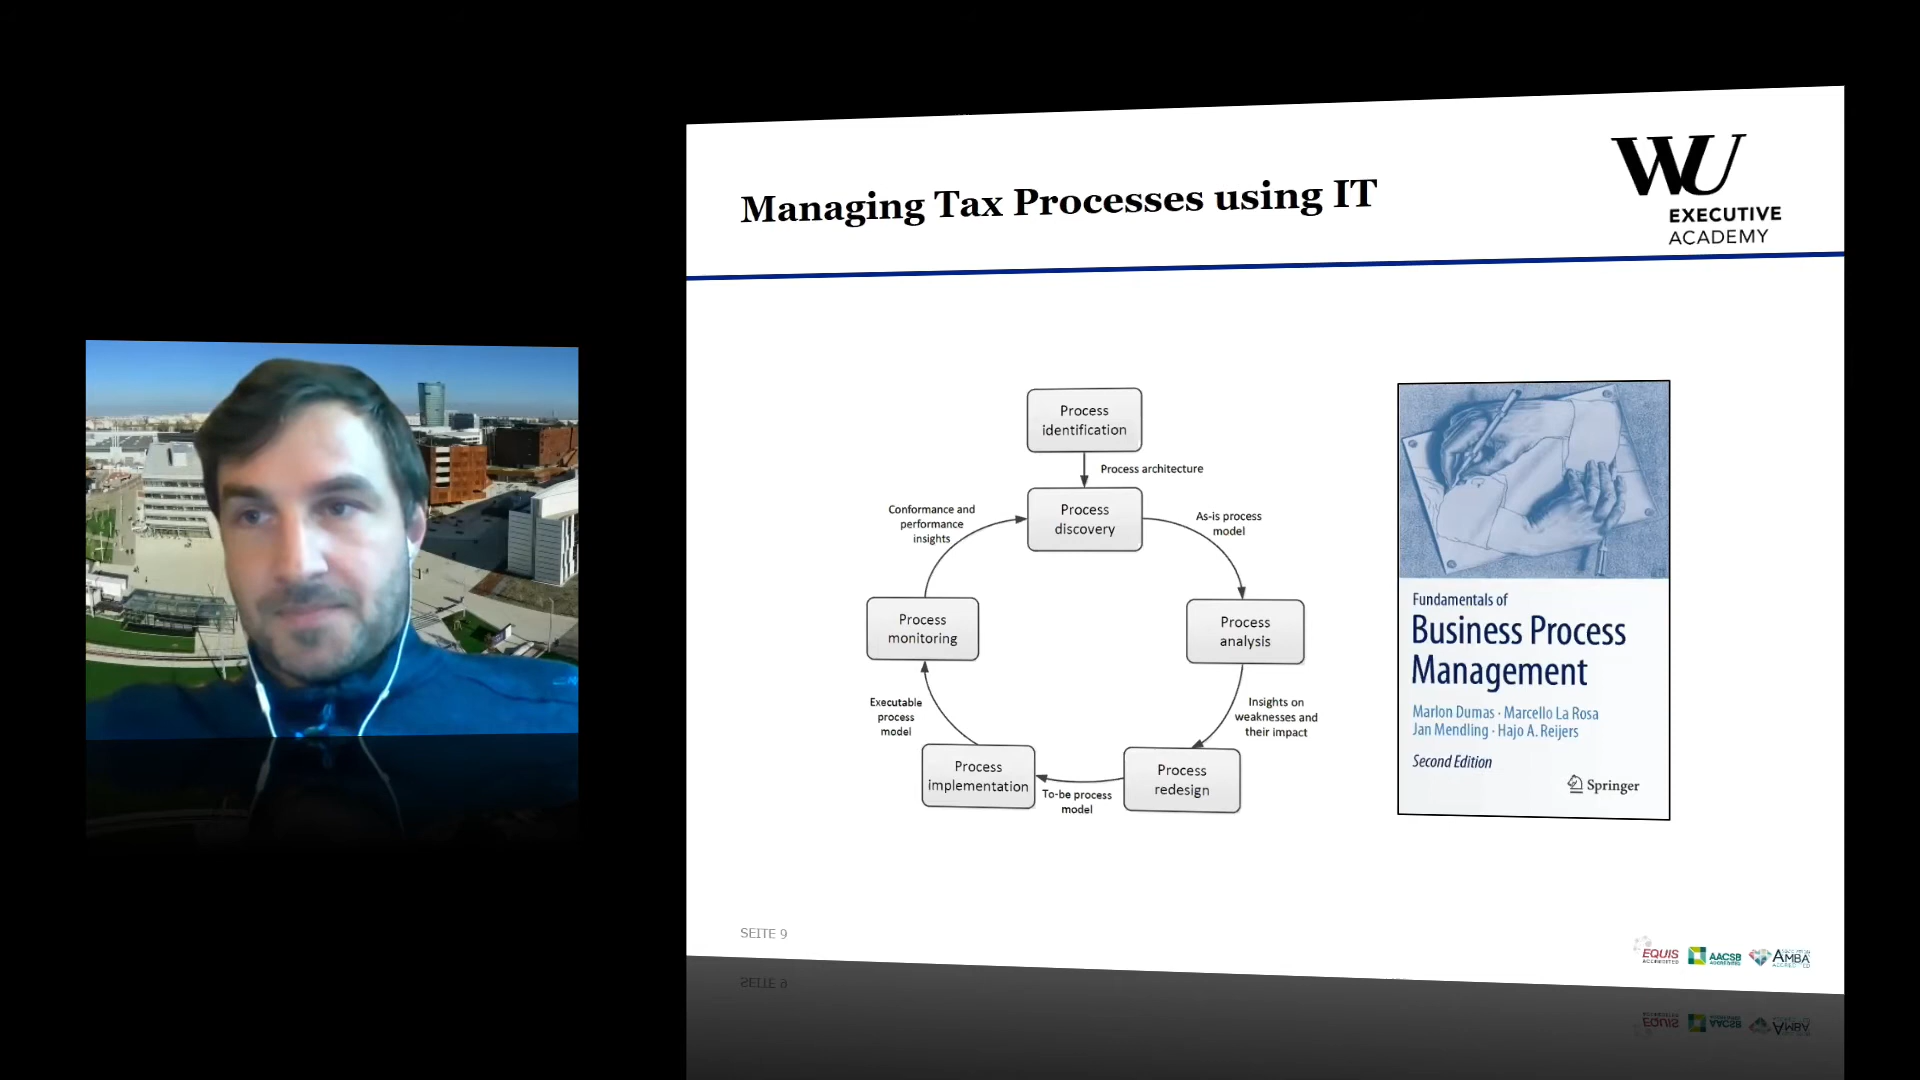 Managing Tax Processes using IT
WU
EXECUTIVE
ACADEMY
Process
identification
Process architecture
Process
discovery
Conformance and
performance
insights
As-is process
model
Process
monitoring
Process
analysis
Executable
process
model
Insights on
weaknesses and
their impact
Process
implementation
To-be process
model
Process
redesign
Fundamentals of
Business Process
Management
Marlon Dumas · Marcello La Rosa
Jan Mendling · Hajo A. Reijers
Second Edition
Springer
SEITE 9
EQUIS
ACCREDITED
AACSB
ACCREDITED
AMBA
ACCREDITED